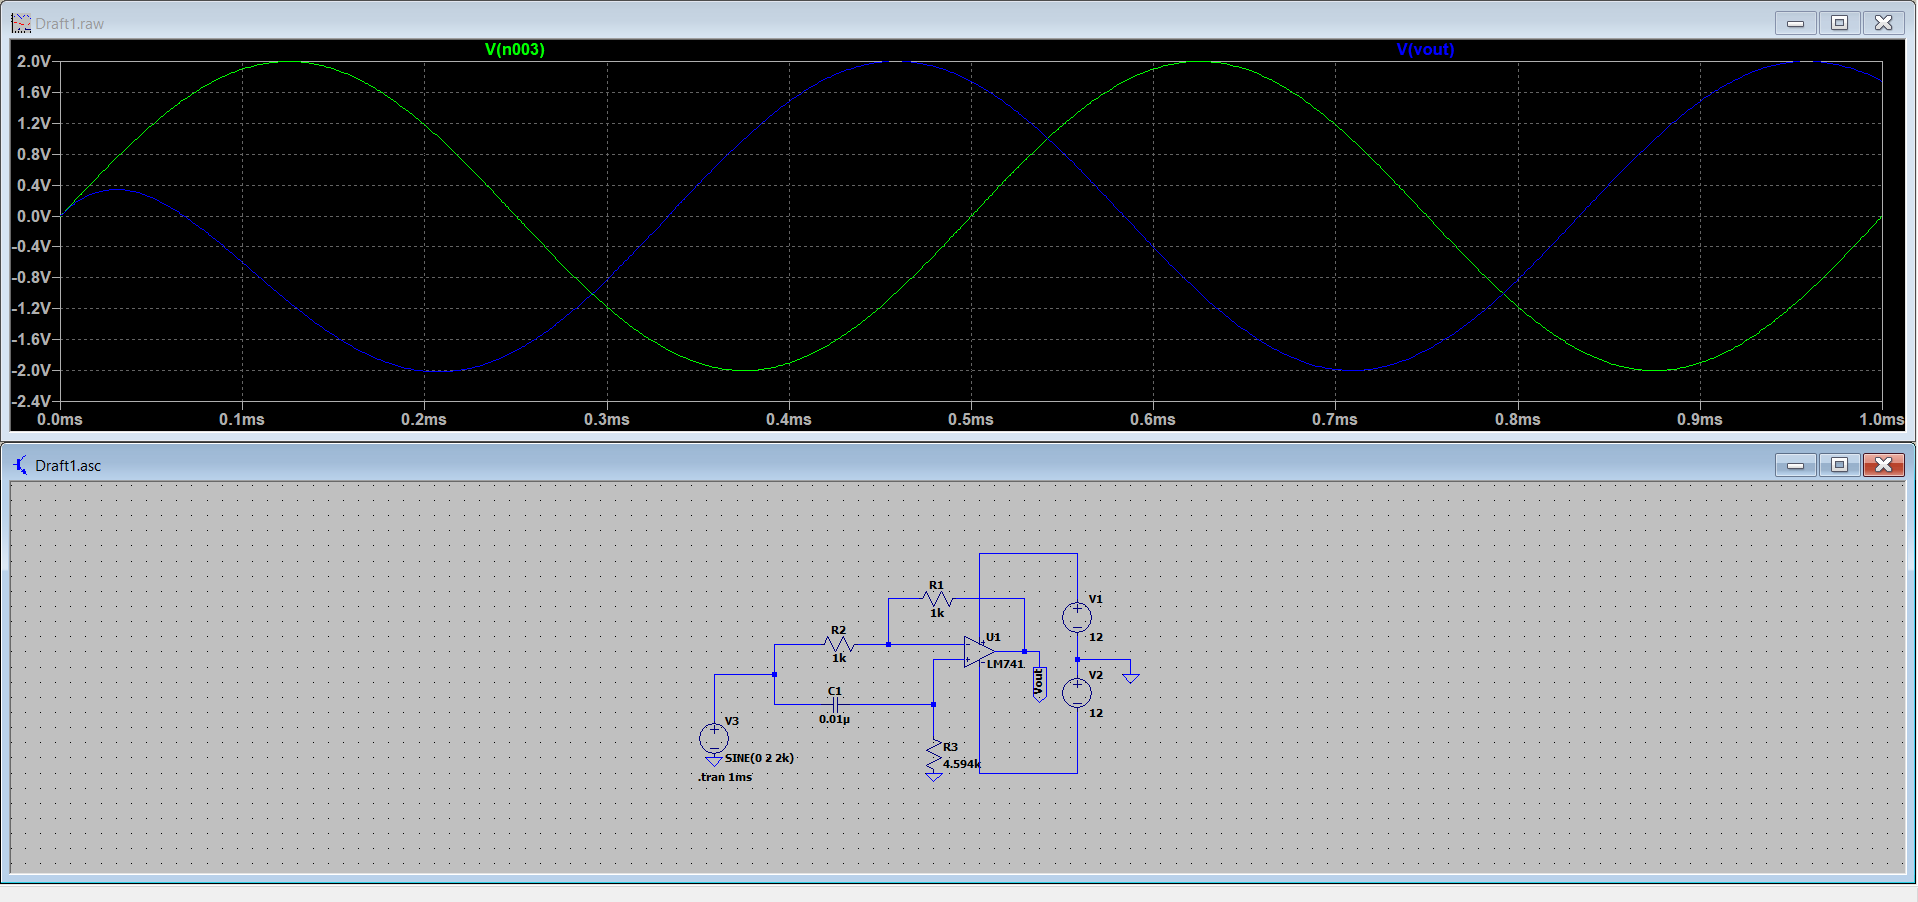 Draft1.raw
V(n003) V(vout)
2.0V
1.6V
1.2V
0.8V
0.4V
0.0V
-0.4V
-0.8V
-1.2V
-1.6V
-2.0V
-2.4V
0.0ms 0.1ms 0.2ms 0.3ms 0.4ms 0.5ms 0.6ms 0.7ms 0.8ms 0.9ms 1.0ms
Draft1.asc
R1
1k
R2
1k
C1
0.01µ
V3
SINE(0 2 2k)
.tran 1ms
R3
4.594k
U1
LM741
Vout
V1
12
V2
12